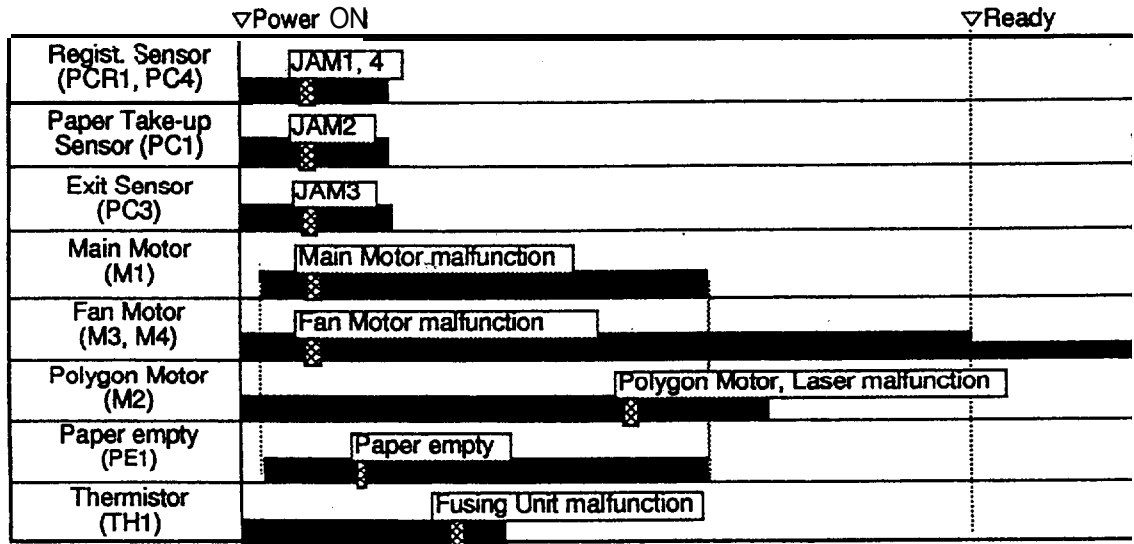 ▽Power ON ▽Ready
Regist. Sensor
(PCR1, PC4)
JAM1, 4
Paper Take-up
Sensor (PC1)
JAM2
Exit Sensor
(PC3)
JAM3
Main Motor
(M1)
Main Motor malfunction
Fan Motor
(M3, M4)
Fan Motor malfunction
Polygon Motor
(M2)
Polygon Motor, Laser malfunction
Paper empty
(PE1)
Paper empty
Thermistor
(TH1)
Fusing Unit malfunction